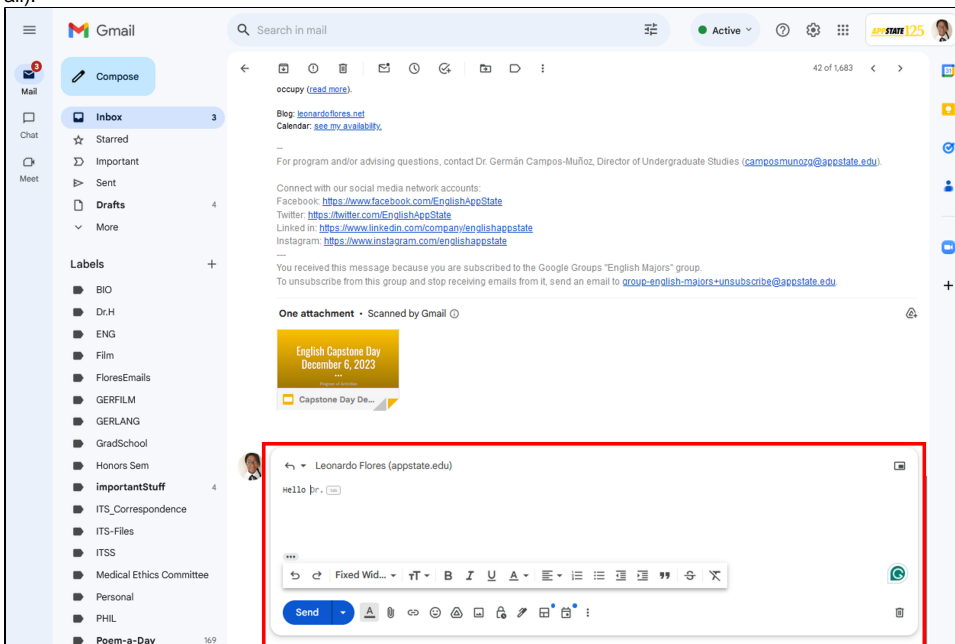 all).
Gmail
Search in mail
Active
APPSTATE 125
3
Mail
Chat
Meet
Compose
Inbox 3
Starred
Important
Sent
Drafts 4
More
Labels
BIO
Dr.H
ENG
Film
FloresEmails
GERFILM
GERLANG
GradSchool
Honors Sem
importantStuff 4
ITS_Correspondence
ITS-Files
ITSS
Medical Ethics Committee
Personal
PHIL
Poem-a-Day 169
42 of 1,683
occupy (read more).
Blog: leonardoflores.net
Calendar: see my availability.
--
For program and/or advising questions, contact Dr. Germán Campos-Muñoz, Director of Undergraduate Studies (camposmunozg@appstate.edu).
Connect with our social media network accounts:
Facebook: https://www.facebook.com/EnglishAppState
Twitter: https://twitter.com/EnglishAppState
Linked in: https://www.linkedin.com/company/englishappstate
Instagram: https://www.instagram.com/englishappstate
---
You received this message because you are subscribed to the Google Groups "English Majors" group.
To unsubscribe from this group and stop receiving emails from it, send an email to group-english-majors+unsubscribe@appstate.edu.
One attachment • Scanned by Gmail
English Capstone Day
December 6, 2023
Program of Activities
Capstone Day De...
Leonardo Flores (appstate.edu)
Hello Dr. tab
Fixed Wid...
Send
31